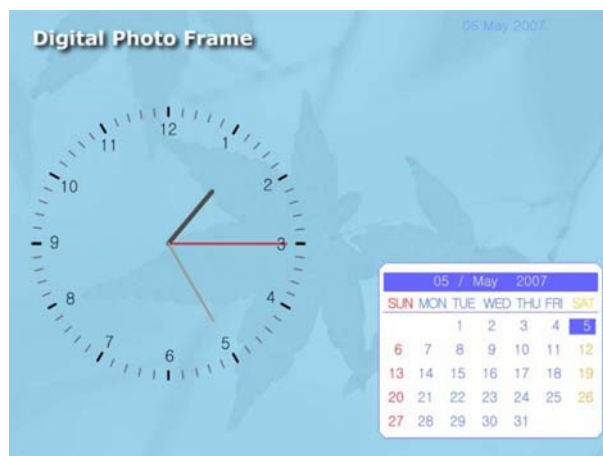 Digital Photo Frame
05 May 2007
12
11
1
10
2
9
3
8
4
7
5
6
05 / May 2007
SUN MON TUE WED THU FRI SAT
1 2 3 4 5
6 7 8 9 10 11 12
13 14 15 16 17 18 19
20 21 22 23 24 25 26
27 28 29 30 31